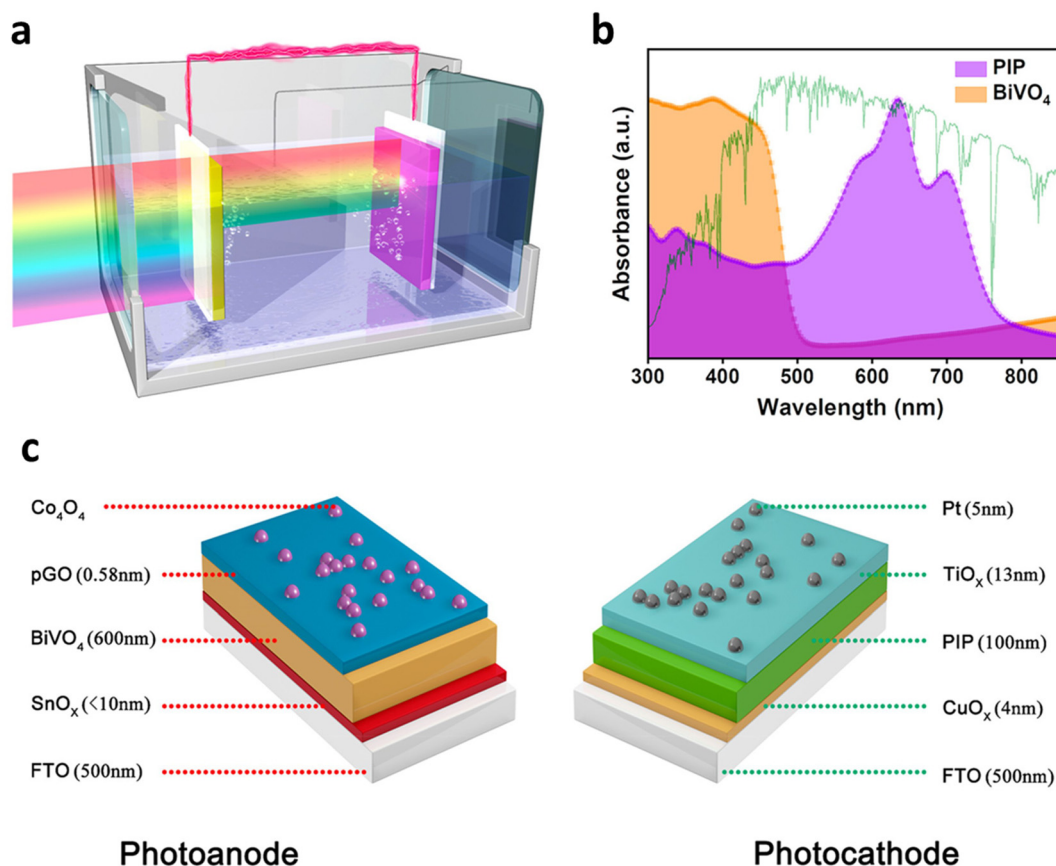 a
b
PIP
BiVO₄
Absorbance (a.u.)
300 400 500 600 700 800
Wavelength (nm)
c
Co₄O₄
pGO (0.58nm)
BiVO₄ (600nm)
SnOₓ (<10nm)
FTO (500nm)
Photoanode
Pt (5nm)
TiOₓ (13nm)
PIP (100nm)
CuOₓ (4nm)
FTO (500nm)
Photocathode